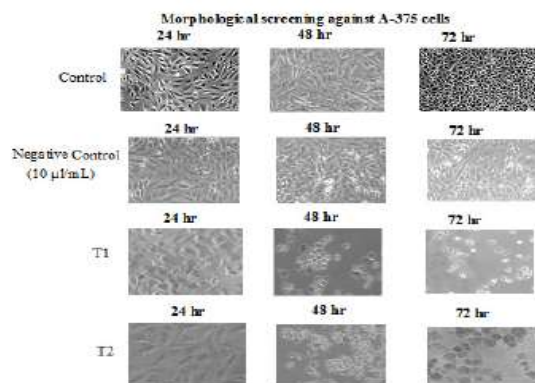 Morphological screening against A-375 cells
24 hr 48 hr 72 hr
Control
24 hr 48 hr 72 hr
Negative Control
(10 µl/mL)
24 hr 48 hr 72 hr
T1
24 hr 48 hr 72 hr
T2